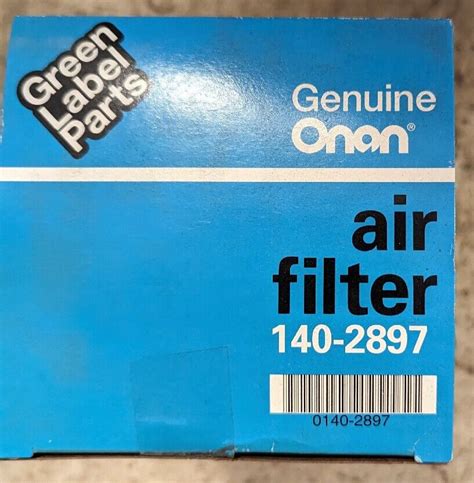 Green
Label
Parts
Genuine
Onan®
air
filter
140-2897
0140-2897